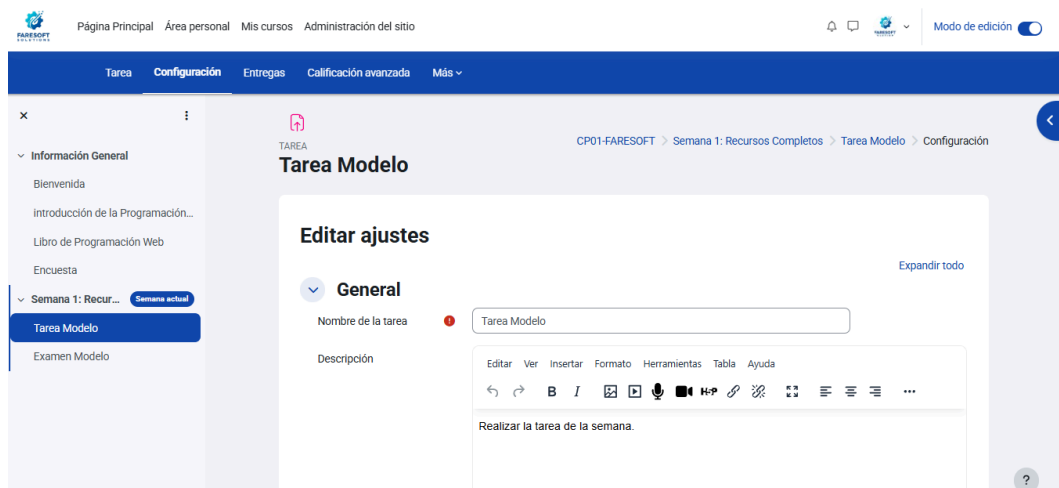 FARESOFT
SOLUTIONS
Página Principal Área personal Mis cursos Administración del sitio
Modo de edición
Tarea Configuración Entregas Calificación avanzada Más
Información General
Bienvenida
introducción de la Programación...
Libro de Programación Web
Encuesta
Semana 1: Recur... Semana actual
Tarea Modelo
Examen Modelo
TAREA
Tarea Modelo
CP01-FARESOFT > Semana 1: Recursos Completos > Tarea Modelo > Configuración
Editar ajustes
Expandir todo
General
Nombre de la tarea
Tarea Modelo
Descripción
Editar Ver Insertar Formato Herramientas Tabla Ayuda
B I H-P
Realizar la tarea de la semana.
?